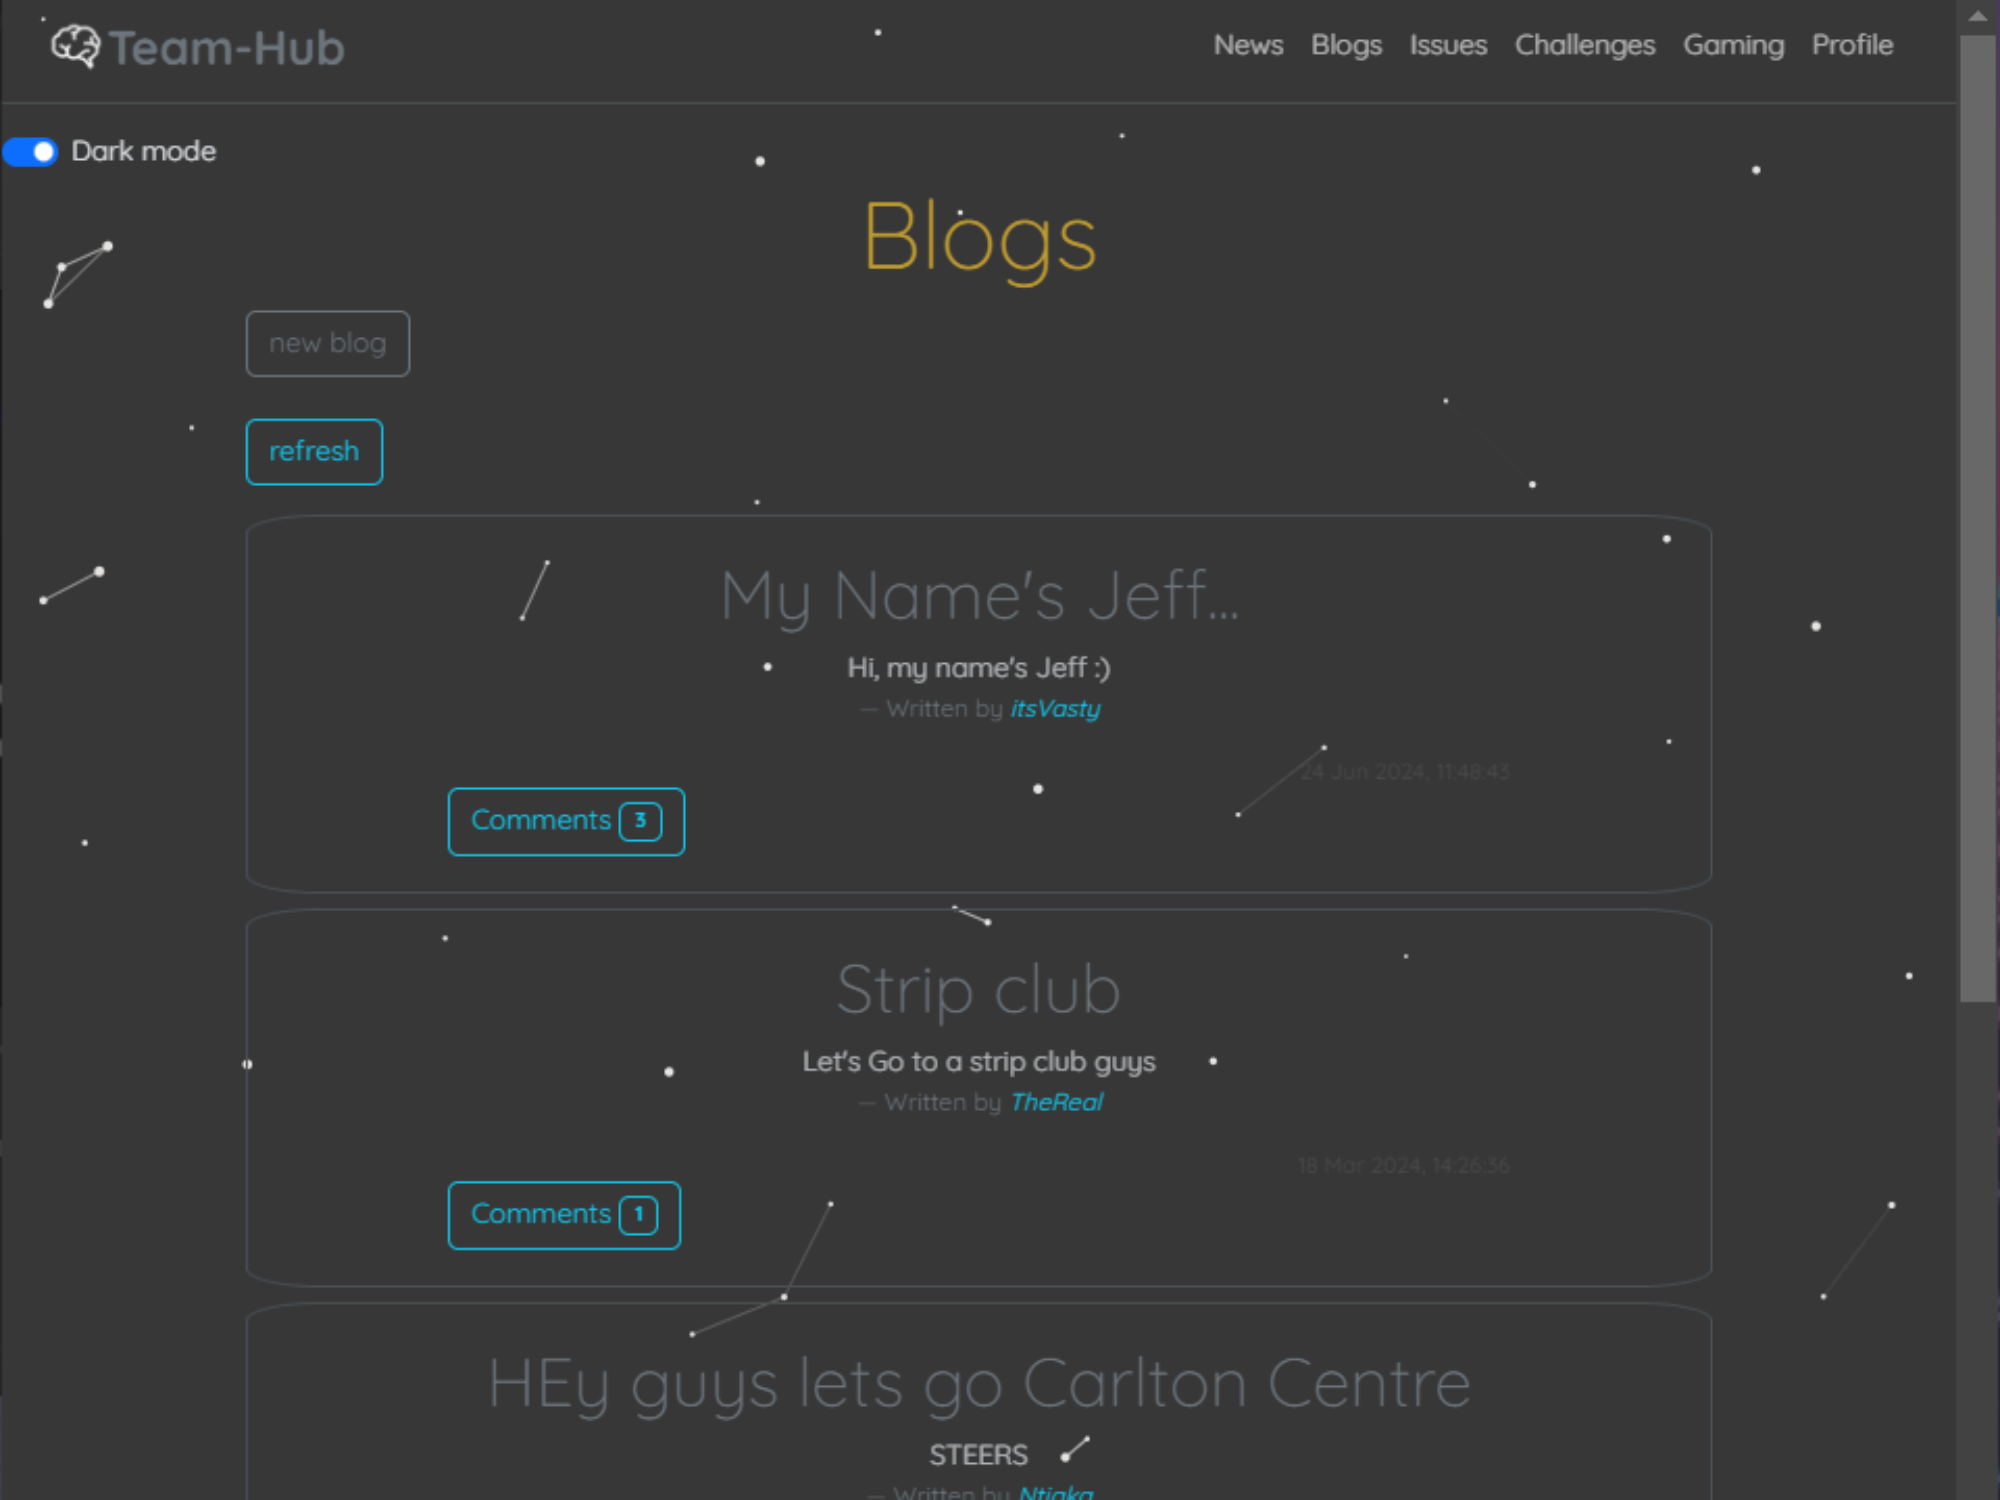 Team-Hub
News Blogs Issues Challenges Gaming Profile
Dark mode
Blogs
new blog
refresh
My Name's Jeff...
Hi, my name's Jeff :)
— Written by itsVasty
24 Jun 2024, 11:48:43
Comments 3
Strip club
Let's Go to a strip club guys
— Written by TheReal
18 Mar 2024, 14:26:36
Comments 1
HEy guys lets go Carlton Centre
STEERS
— Written by Ntiaka